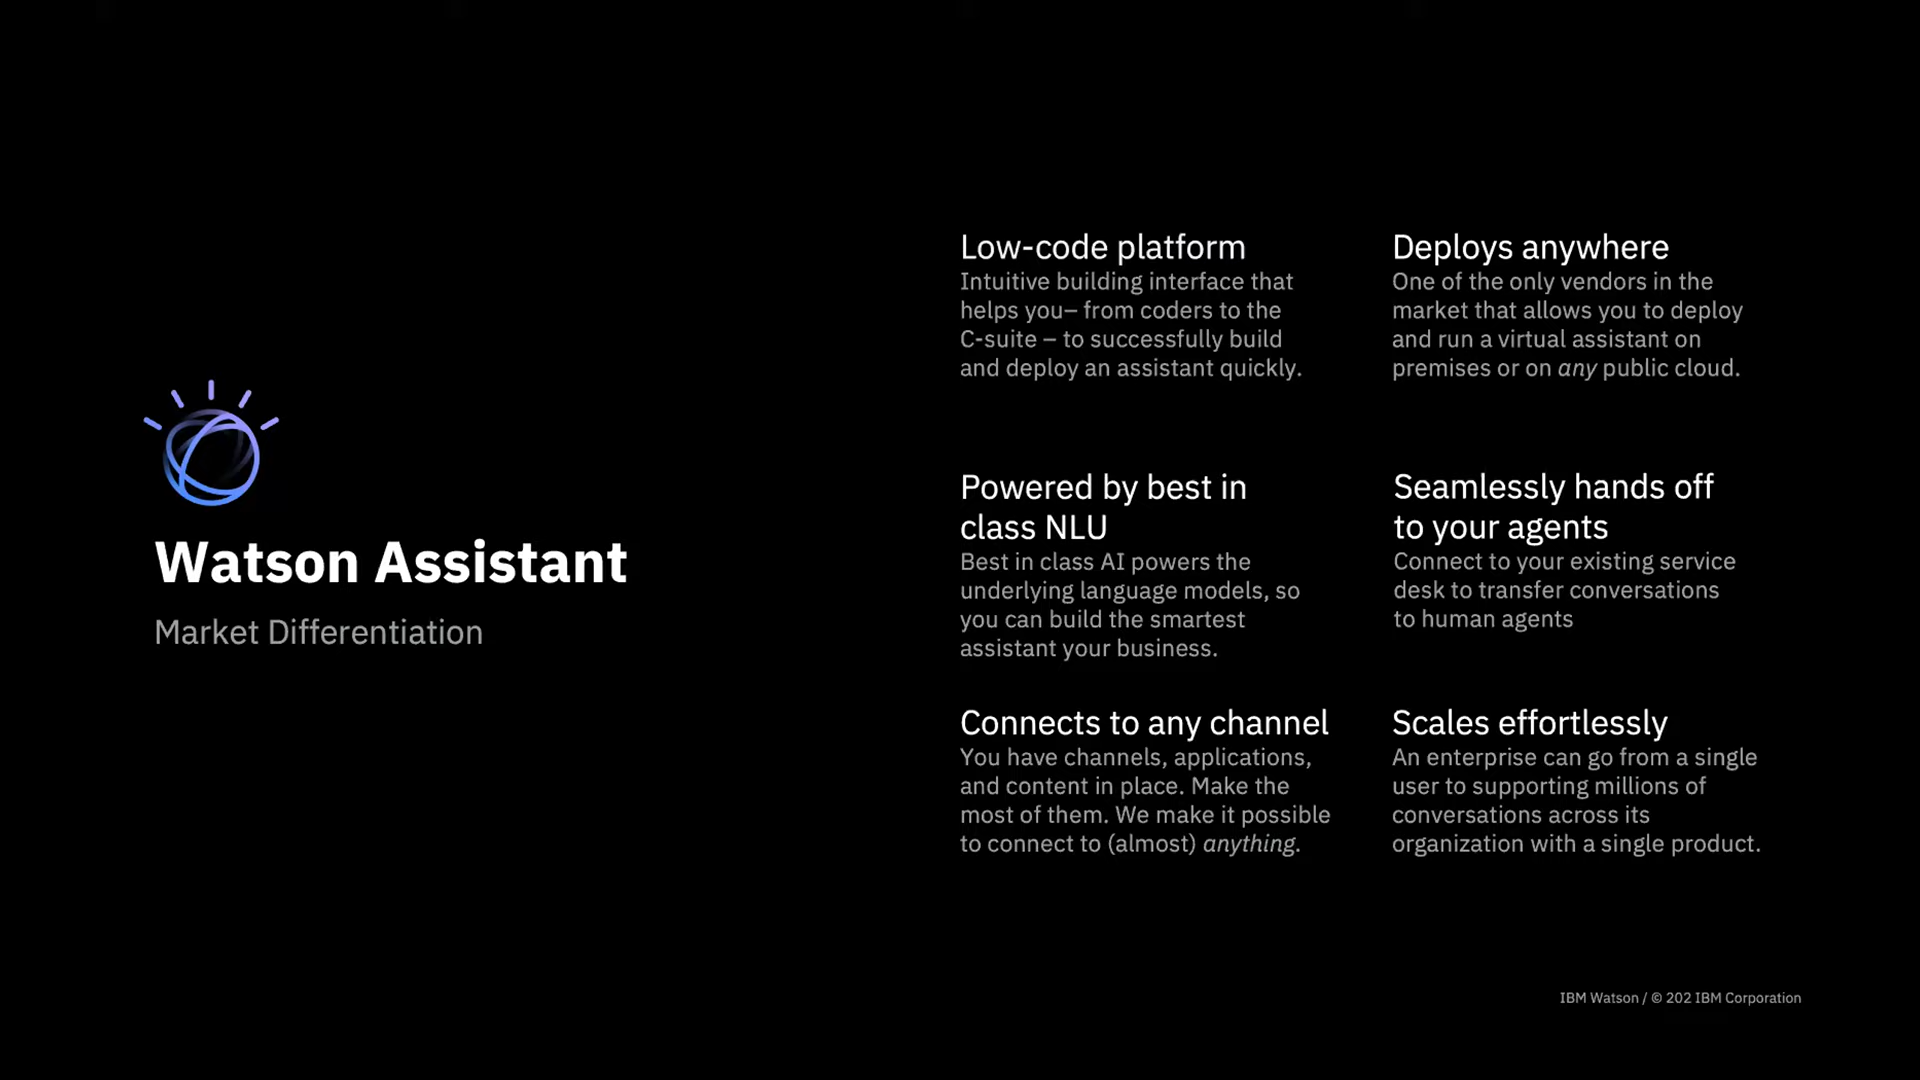 Watson Assistant
Market Differentiation
Low-code platform
Intuitive building interface that
helps you– from coders to the
C-suite – to successfully build
and deploy an assistant quickly.
Deploys anywhere
One of the only vendors in the
market that allows you to deploy
and run a virtual assistant on
premises or on any public cloud.
Powered by best in
class NLU
Best in class AI powers the
underlying language models, so
you can build the smartest
assistant your business.
Seamlessly hands off
to your agents
Connect to your existing service
desk to transfer conversations
to human agents
Connects to any channel
You have channels, applications,
and content in place. Make the
most of them. We make it possible
to connect to (almost) anything.
Scales effortlessly
An enterprise can go from a single
user to supporting millions of
conversations across its
organization with a single product.
IBM Watson / © 202 IBM Corporation